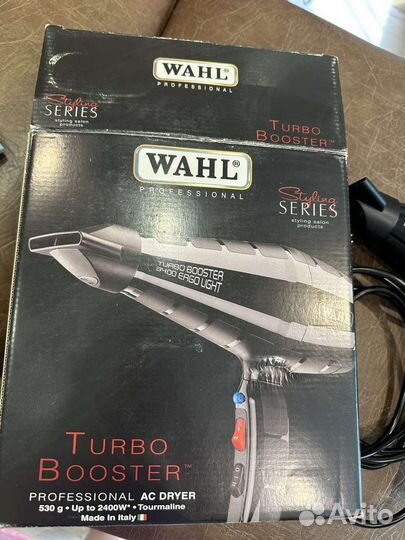 WAHL®
PROFESSIONAL
Styling
SERIES
styling salon
products
TURBO
BOOSTER™
WAHL®
PROFESSIONAL
Styling
SERIES
styling salon
products
TURBO BOOSTER
3400 ERGO LIGHT
WAHL
TURBO
BOOSTER™
PROFESSIONAL AC DRYER
530 g • Up to 2400W* • Tourmaline
Made in Italy
Avito